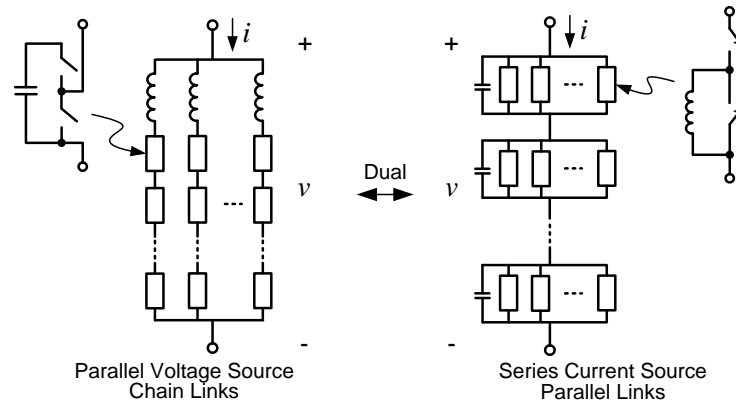 i
+
+
i
v
Dual
v
-
-
Parallel Voltage Source
Chain Links
Series Current Source
Parallel Links